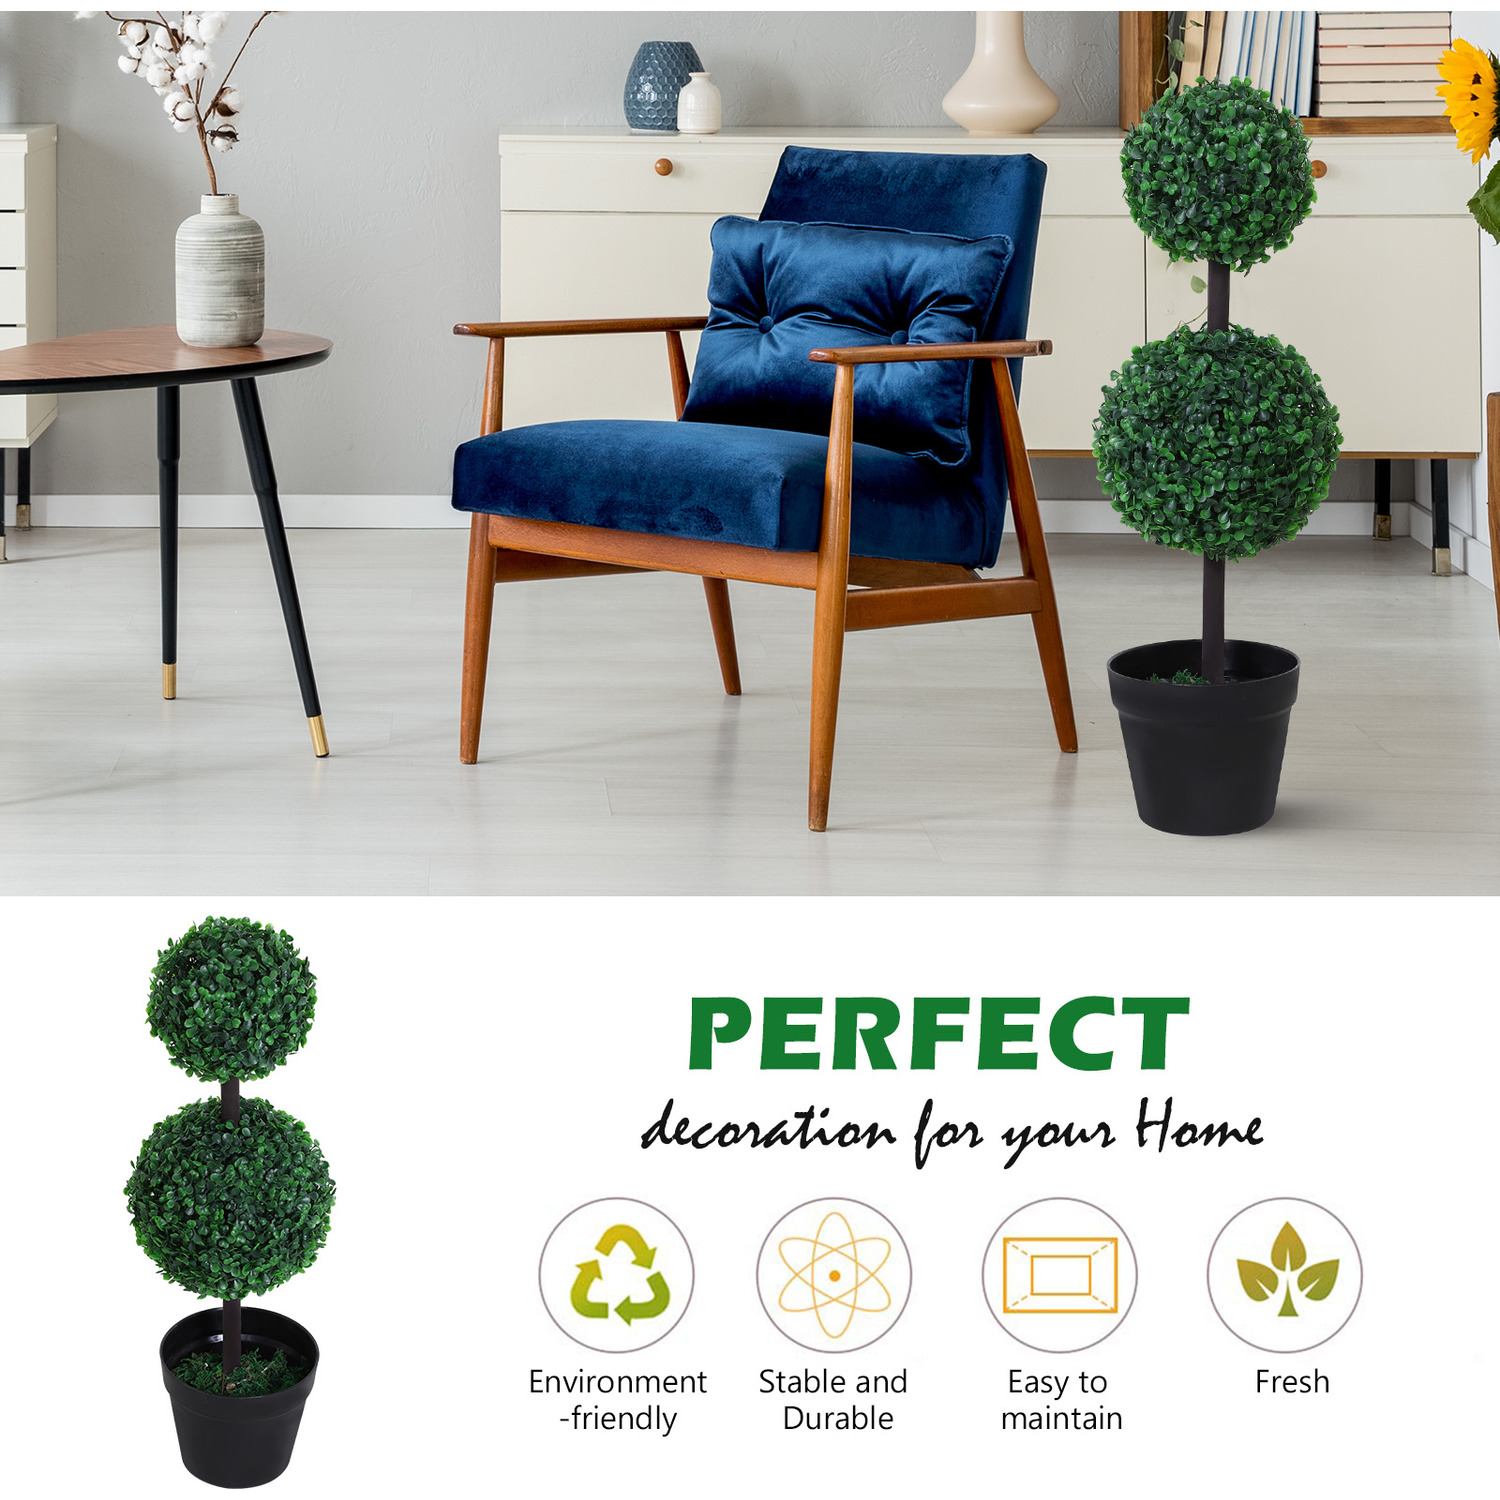 PERFECT
decoration for your Home
Environment
-friendly
Stable and
Durable
Easy to
maintain
Fresh